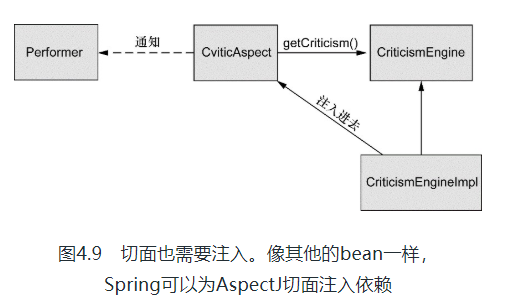 通知
getCriticism()
Performer
CviticAspect
CriticismEngine
注入进去
CriticismEngineImpl
图4.9 切面也需要注入。像其他的bean一样，
Spring可以为AspectJ切面注入依赖